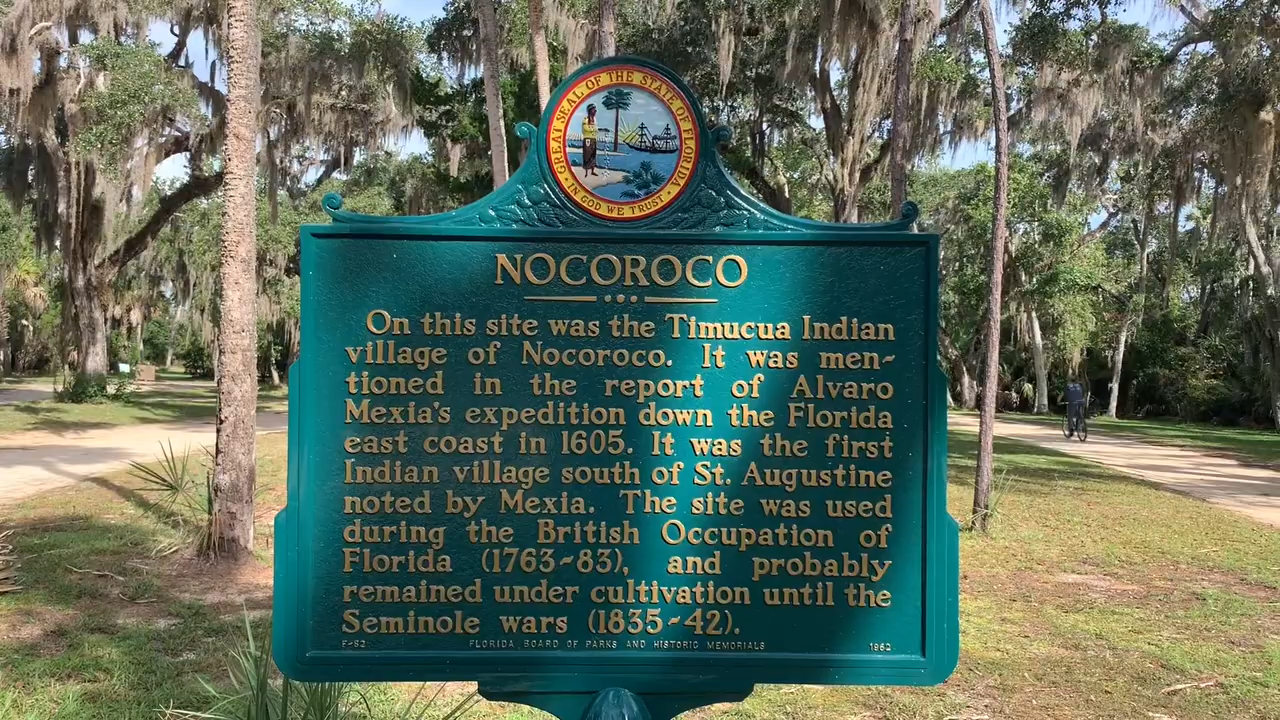 GREAT SEAL OF THE STATE OF FLORIDA
IN GOD WE TRUST
NOCOROCO
On this site was the Timucua Indian
village of Nocoroco. It was men-
tioned in the report of Alvaro
Mexia's expedition down the Florida
east coast in 1605. It was the first
Indian village south of St. Augustine
noted by Mexia. The site was used
during the British Occupation of
Florida (1763-83), and probably
remained under cultivation until the
Seminole wars (1835-42).
F-82 FLORIDA BOARD OF PARKS AND HISTORIC MEMORIALS 1962